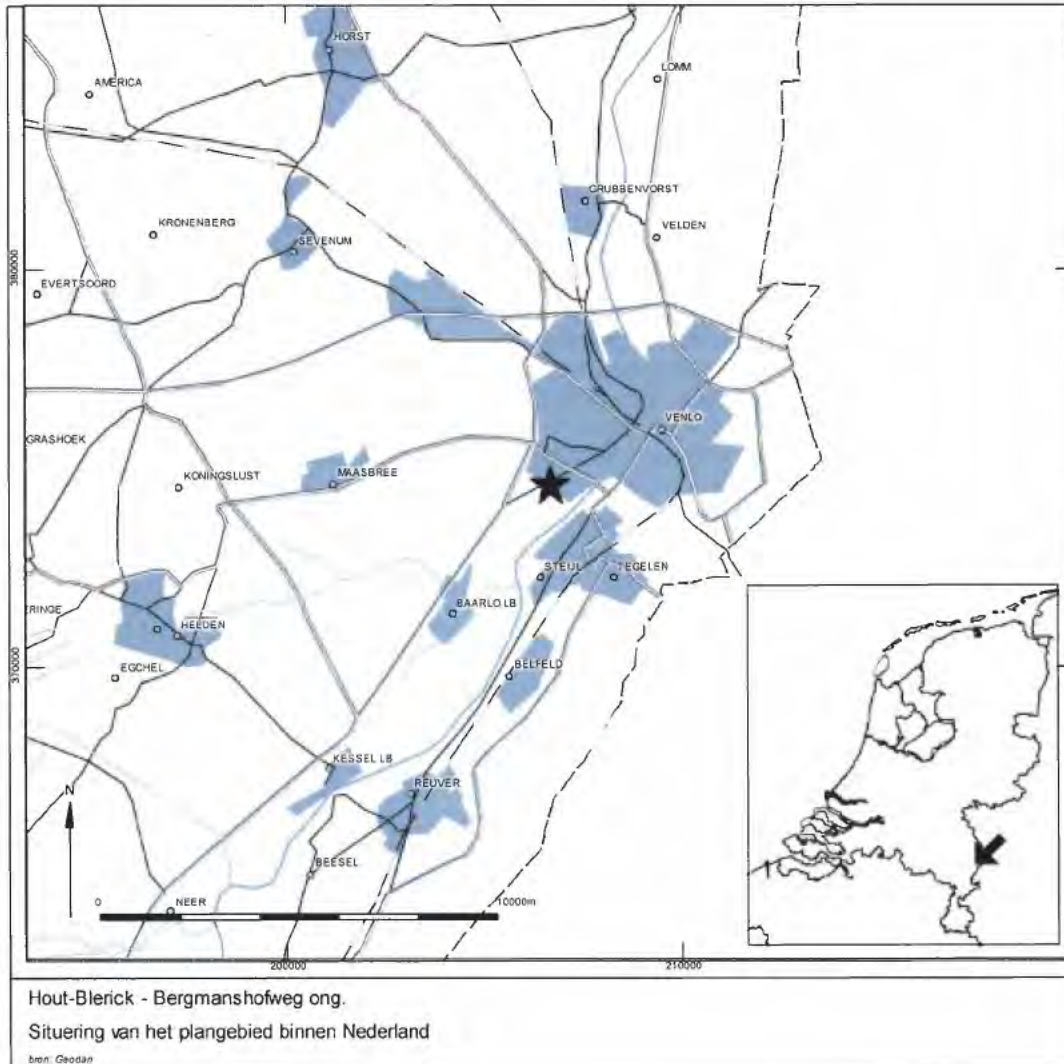 HORST
AMERICA
LOMM
GRUBBENVORST
KRONENBERG
VELDEN
SEVENUM
380000
EVERTSOORD
VENLO
GRASHOEK
MAASBREE
KONINGSLUST
STEIJL
TEGELEN
BAARLO LB
ERINGE
HELDEN
BELFELD
EGCHEL
370000
KESSEL LB
REUVER
N
BEESEL
0
NEER
10000m
200000
210000
Hout-Blerick - Bergmanshofweg ong.
Situering van het plangebied binnen Nederland
bron: Geodan